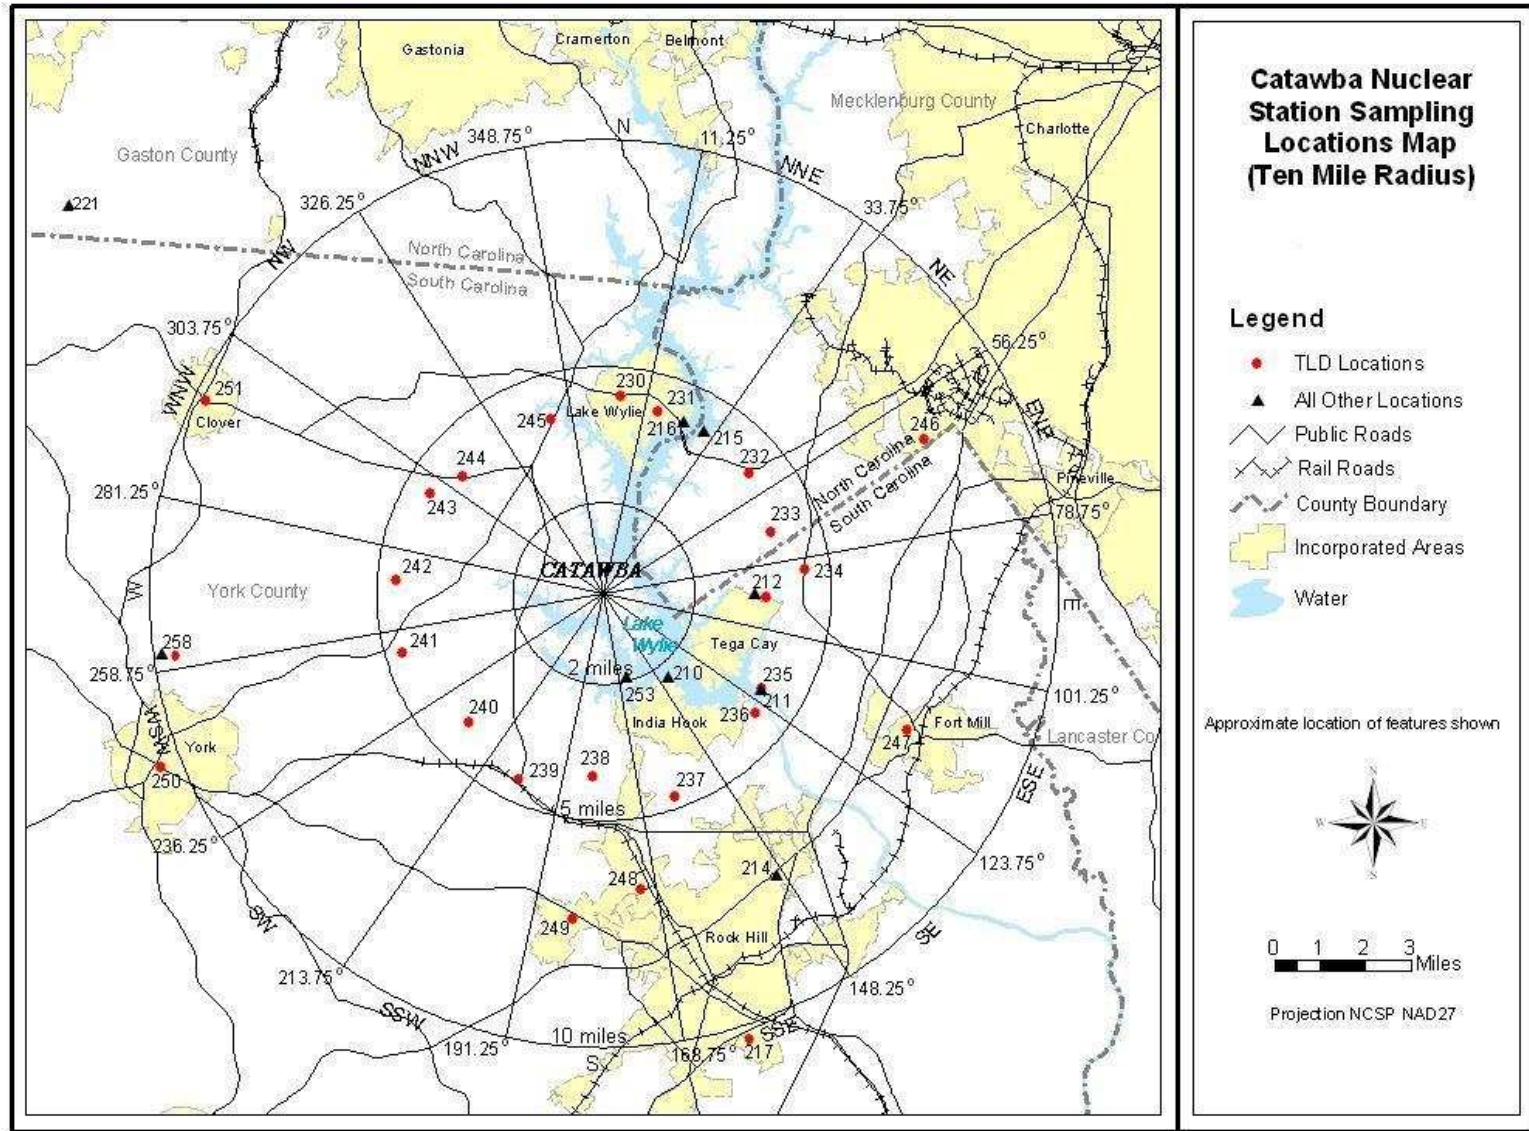 Gastonia
Cramerton
Belmont
Mecklenburg County
Charlotte
Gaston County
348.75°
N
11.25°
NNW
NNE
326.25°
33.75°
221
NW
North Carolina
South Carolina
NE
303.75°
56.25°
WNW
251
Clover
230
231
Lake Wylie
245
216
215
246
ENE
244
232
North Carolina
South Carolina
Pineville
281.25°
243
78.75°
233
CATAWBA
242
234
212
W
York County
E
Lake
Wylie
Tega Cay
258
241
258.75°
2 miles
210
235
253
211
101.25°
WSW
240
India Hook
236
Fort Mill
York
247
Lancaster Co
250
239
238
237
ESE
5 miles
236.25°
123.75°
214
248
249
SW
Rock Hill
SE
213.75°
148.25°
SSW
10 miles
SSE
191.25°
168.75°
217
S
Catawba Nuclear
Station Sampling
Locations Map
(Ten Mile Radius)
Legend
TLD Locations
All Other Locations
Public Roads
Rail Roads
County Boundary
Incorporated Areas
Water
Approximate location of features shown
N
W
E
S
0 1 2 3
Miles
Projection NCSP NAD27